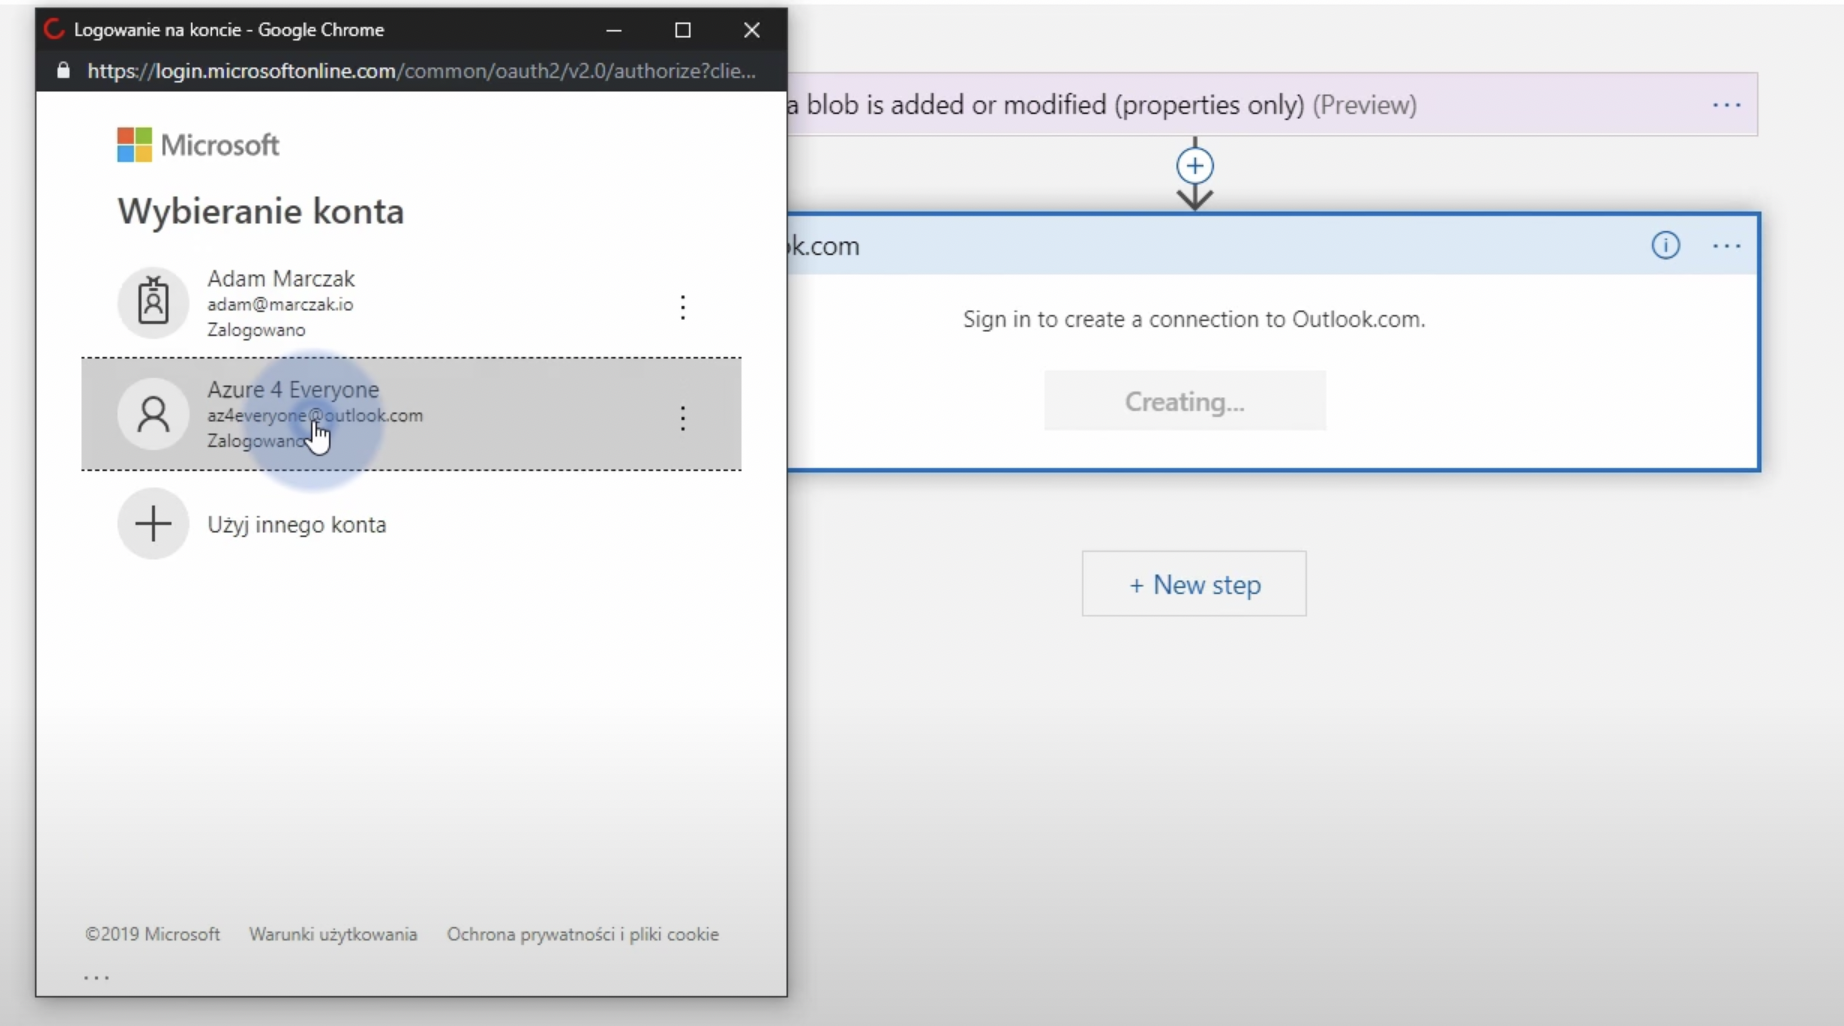 Logowanie na koncie - Google Chrome
https://login.microsoftonline.com/common/oauth2/v2.0/authorize?clie...
Microsoft
Wybieranie konta
Adam Marczak
adam@marczak.io
Zalogowano
Azure 4 Everyone
az4everyone@outlook.com
Zalogowano
Użyj innego konta
©2019 Microsoft Warunki użytkowania Ochrona prywatności i pliki cookie
...
a blob is added or modified (properties only) (Preview)
...
k.com
...
Sign in to create a connection to Outlook.com.
Creating...
+ New step